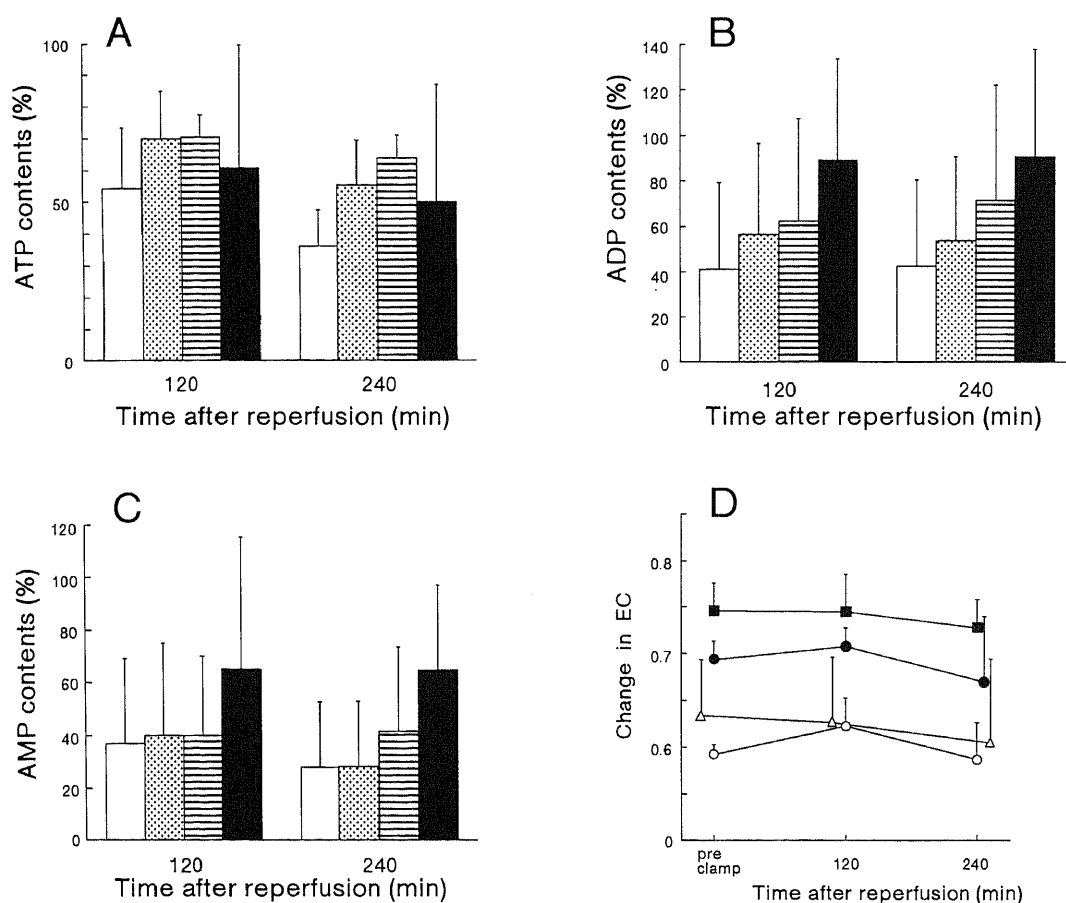 A
ATP contents (%)
100
50
0
120
240
Time after reperfusion (min)
B
ADP contents (%)
140
120
100
80
60
40
20
0
120
240
Time after reperfusion (min)
C
AMP contents (%)
120
100
80
60
40
20
0
120
240
Time after reperfusion (min)
D
Change in EC
0.8
0.7
0.6
0
pre
clamp
120
240
Time after reperfusion (min)